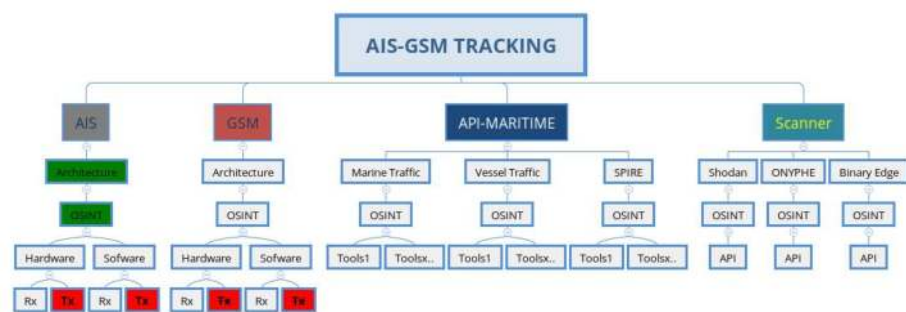 AIS-GSM TRACKING
AIS GSM API-MARITIME Scanner
Architecture Architecture Marine Traffic Vessel Traffic SPIRE Shodan ONYPHE Binary Edge
OSINT OSINT OSINT OSINT OSINT OSINT OSINT OSINT
Hardware Sofware Hardware Sofware Tools1 Toolsx.. Tools1 Toolsx.. Tools1 Toolsx.. API API API
Rx Tx Rx Tx Rx Tx Rx Tx